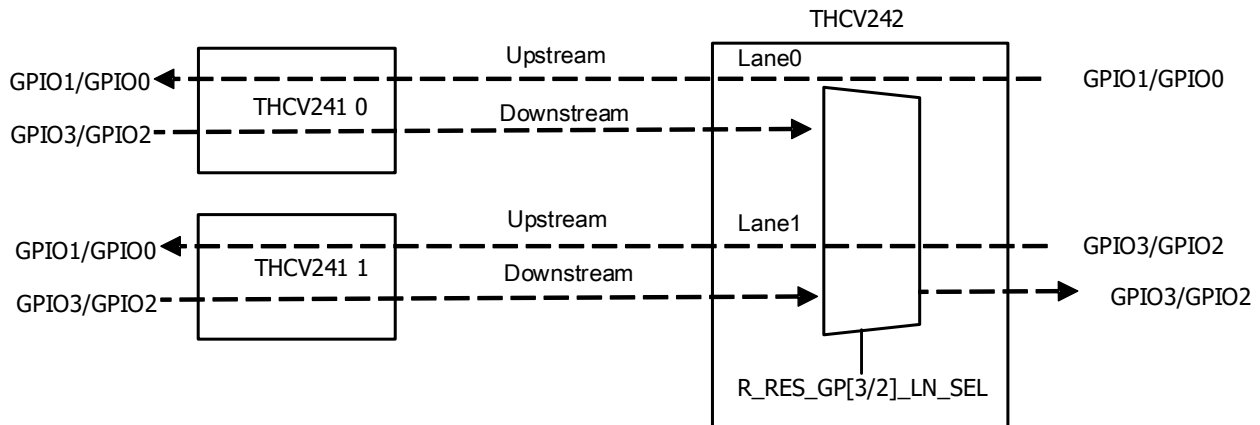 THCV242
Upstream
Lane0
GPIO1/GPIO0
GPIO1/GPIO0
THCV241 0
Downstream
GPIO3/GPIO2
Upstream
Lane1
GPIO1/GPIO0
GPIO3/GPIO2
THCV241 1
Downstream
GPIO3/GPIO2
GPIO3/GPIO2
R_RES_GP[3/2]_LN_SEL